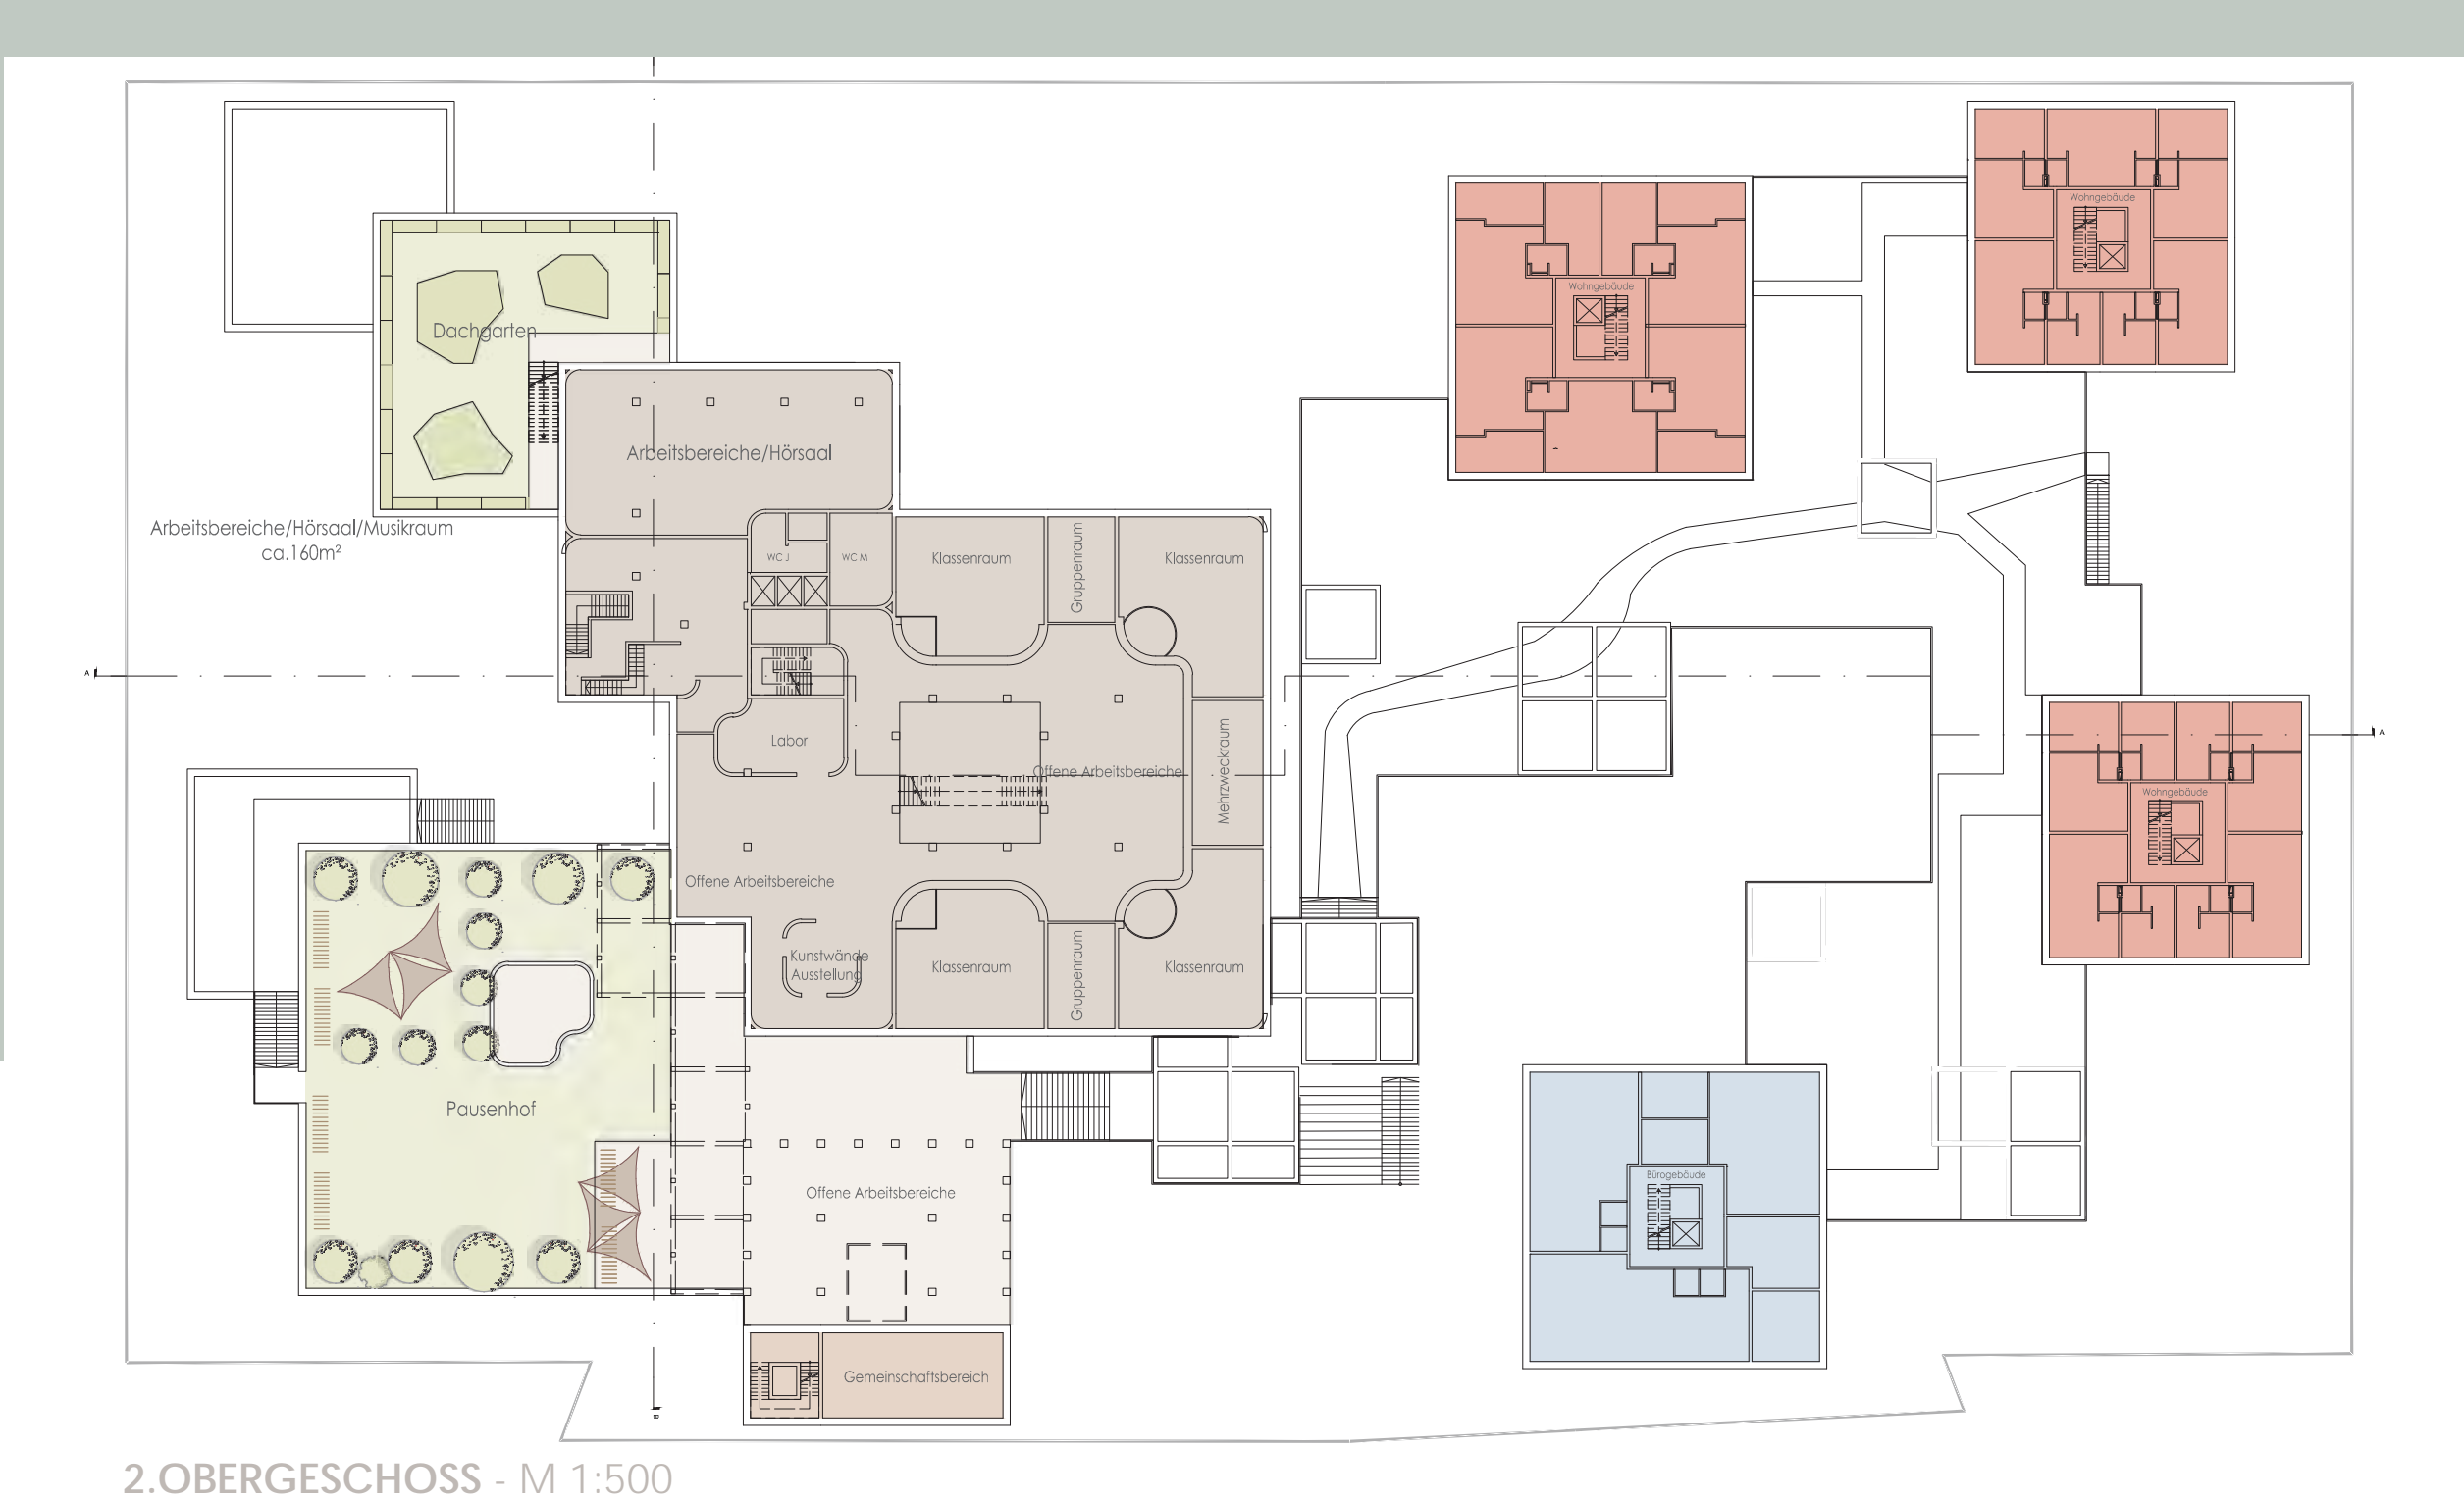 Wohngebäude
Wohngebäude
Dachgarten
Arbeitsbereiche/Hörsaal
Arbeitsbereiche/Hörsaal/Musikraum
ca.160m²
WC J
WC M
Klassenraum
Gruppenraum
Klassenraum
A
A
Labor
Offene Arbeitsbereiche
Mehrzweckraum
Wohngebäude
Offene Arbeitsbereiche
Kunstwände
Ausstellung
Klassenraum
Gruppenraum
Klassenraum
Pausenhof
Offene Arbeitsbereiche
Bürogebäude
Gemeinschaftsbereich
B
2.OBERGESCHOSS - M 1:500